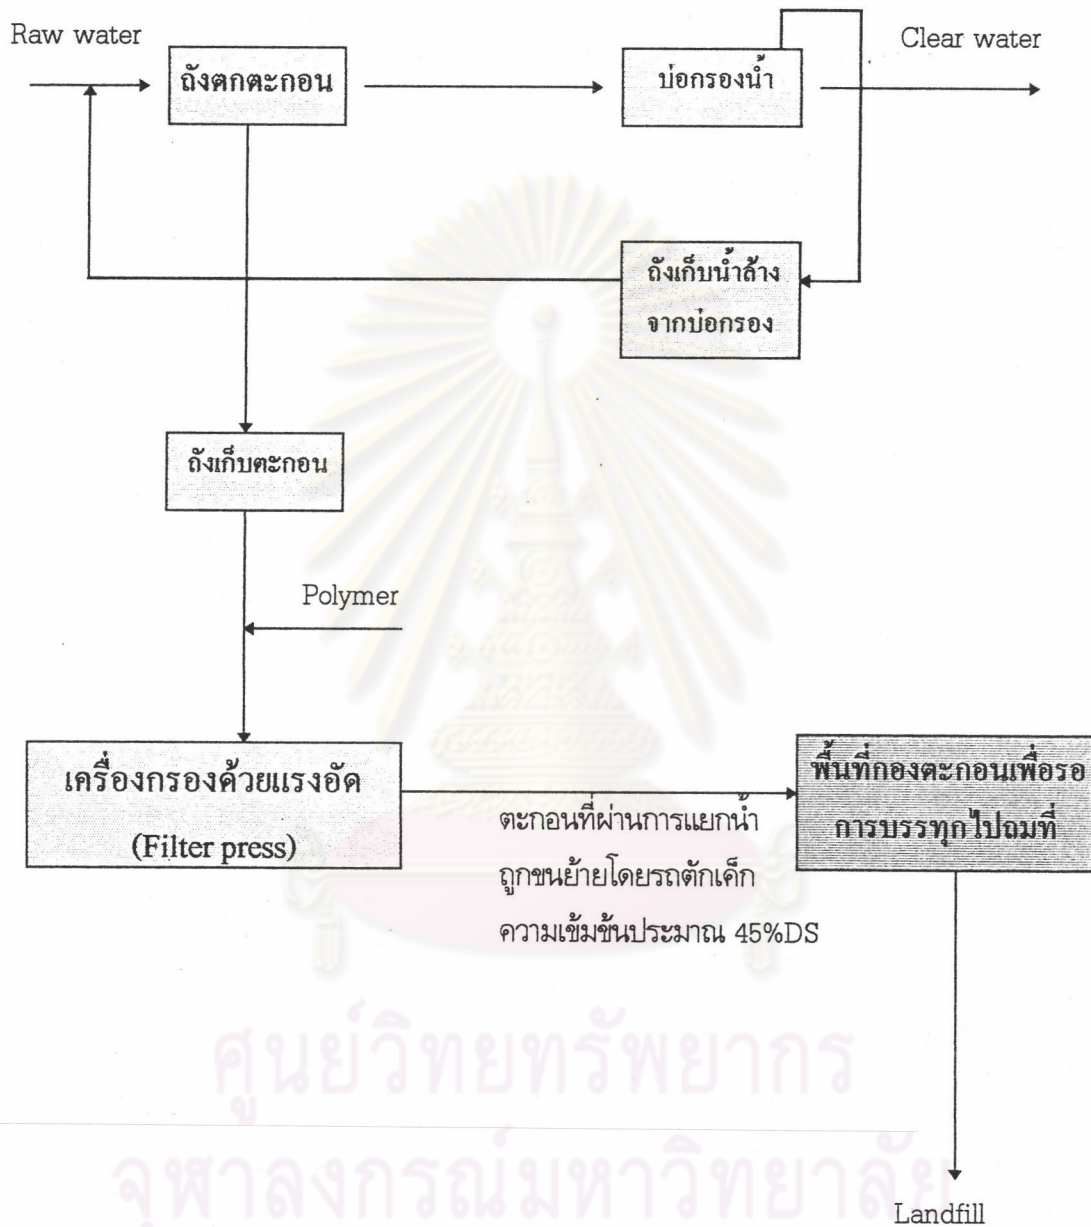 Raw water
Clear water
ถังตกตะกอน
บ่อกรองน้ำ
ถังเก็บน้ำล้าง
จากบ่อกรอง
ถังเก็บตะกอน
Polymer
เครื่องกรองด้วยแรงอัด
(Filter press)
ตะกอนที่ผ่านการแยกน้ำ
ถูกขนย้ายโดยรถตักเค็ก
ความเข้มข้นประมาณ 45%DS
พื้นที่กองตะกอนเพื่อรอ
การบรรทุกไปถมที่
ศูนย์วิทยทรัพยากร
จุฬาลงกรณ์มหาวิทยาลัย
Landfill